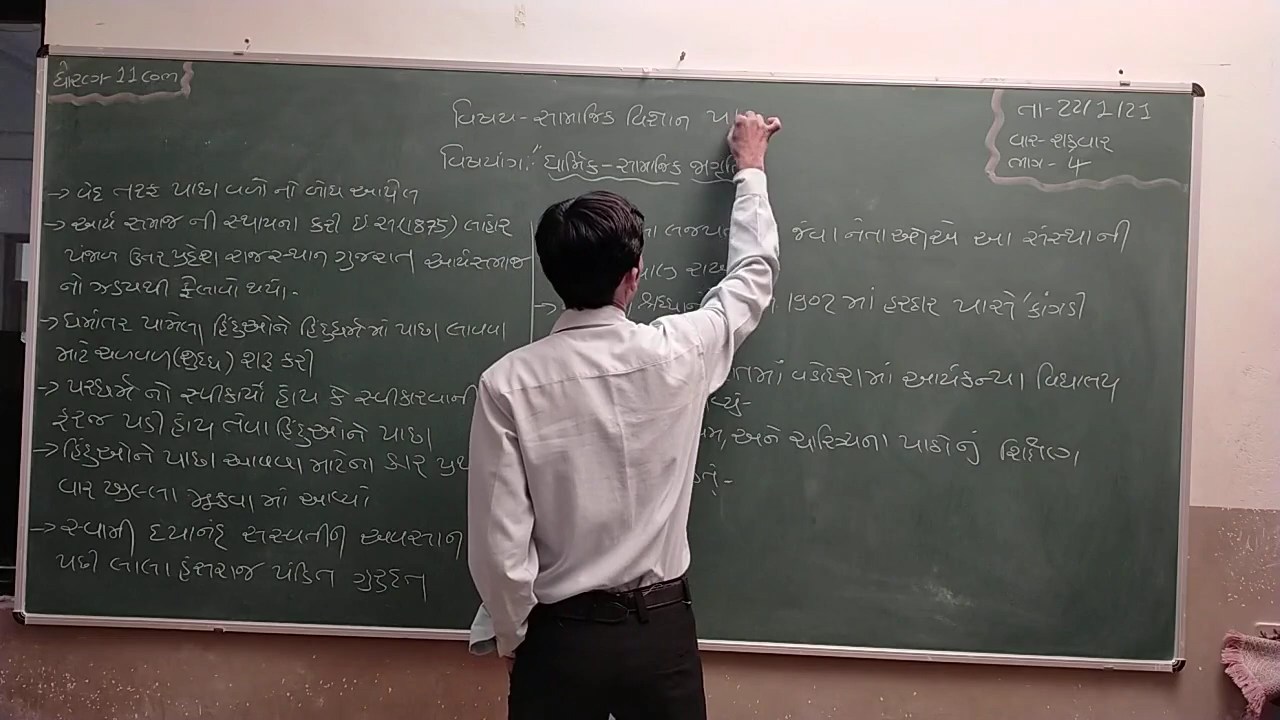 ધોરણ-11 com
વિષય-સામાજિક વિજ્ઞાન પા
તા-22/1/21
વાર-શુક્રવાર
ભાગ-4
વિષયાંગ:"ધાર્મિક-સામાજિક જાગૃતિ
→ વેદ તરફ પાછા વળો નો બોધ આપેલ
→ આર્ય સમાજ ની સ્થાપના કરી ઈ સ(1875) લાહોર
પંજાબ ઉત્તર પ્રદેશ રાજસ્થાન ગુજરાત આર્યસમાજ
નો ઝડપથી ફેલાવો થયો-
→ ધર્માંતર પામેલા હિંદુઓને હિંદુધર્મમાં પાછા લાવવા
માટે ચળવળ(શુદ્ધિ) શરૂ કરી
→ પરધર્મ નો સ્વીકાર્યો હોય કે સ્વીકારવાની
ફરજ પડી હોય તેવા હિંદુઓને પાછા
→ હિંદુઓને પાછા આવવા માટેના
વાર ખુલ્લા મુકવા માં આવ્યો
→ સ્વામી દયાનંદ સરસ્વતીની અવસાન
પછી લાલા હંસરાજ પંડિત ગુરુદત્ત
લજપત જેવા નેતાઓએ આ સંસ્થાની
→ 1902 માં હરદ્વાર પાસે 'કાંગડી
વડોદરામાં આર્યકન્યા વિદ્યાલય
અને ચારિત્ર્યના પાઠોનું શિક્ષણ